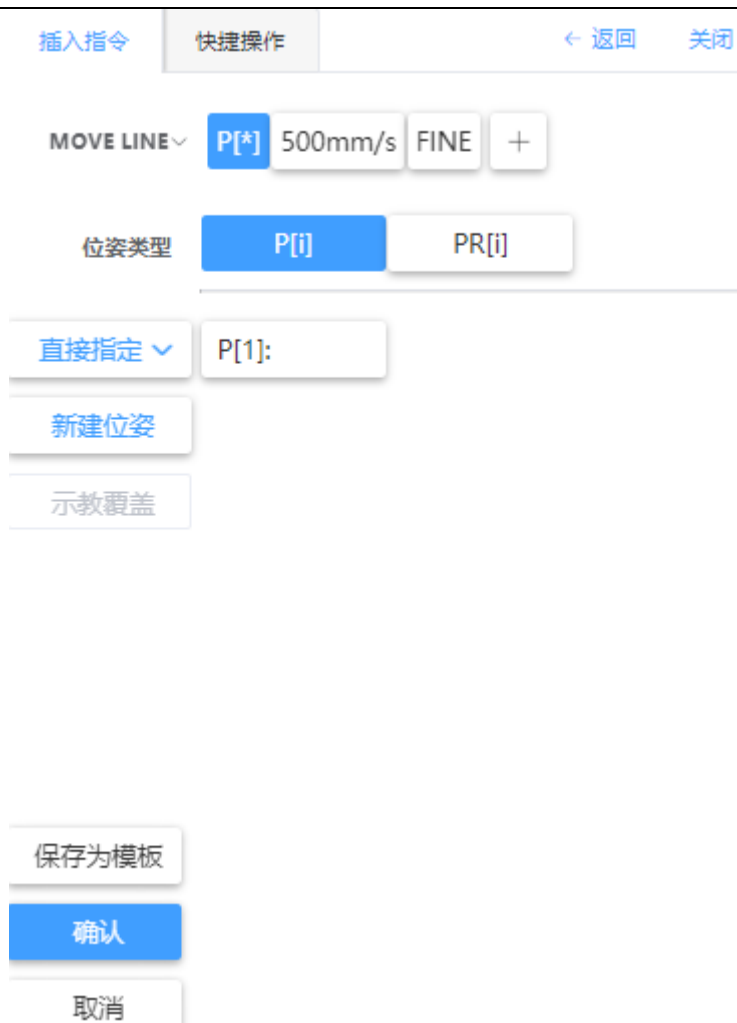 插入指令 快捷操作 ← 返回 关闭
MOVE LINE P[*] 500mm/s FINE +
位姿类型 P[i] PR[i]
直接指定 P[1]:
新建位姿
示教覆盖
保存为模板
确认
取消